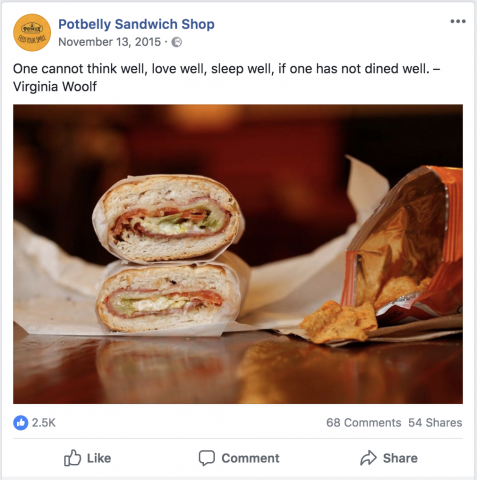 Potbelly Sandwich Shop
November 13, 2015 ·
One cannot think well, love well, sleep well, if one has not dined well. –
Virginia Woolf
2.5K
68 Comments 54 Shares
Like
Comment
Share